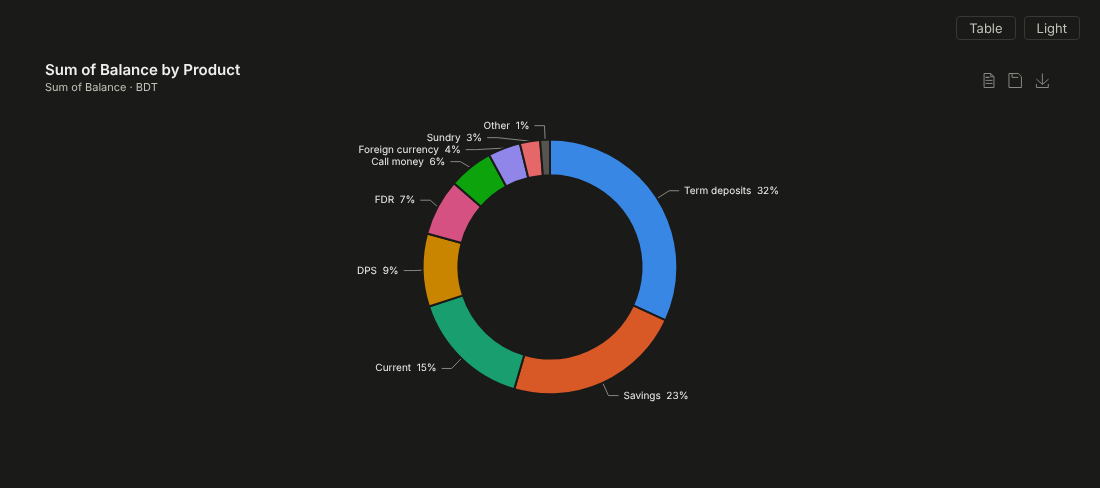 Table
Light
Sum of Balance by Product
Sum of Balance · BDT
Other 1%
Sundry 3%
Foreign currency 4%
Call money 6%
Term deposits 32%
FDR 7%
DPS 9%
Current 15%
Savings 23%